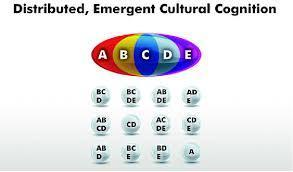 Distributed, Emergent Cultural Cognition
A B C D E
BC BC AB AD
D DE DE E
AB CD AC CD
CD DE E
AB BC BD A
D E E